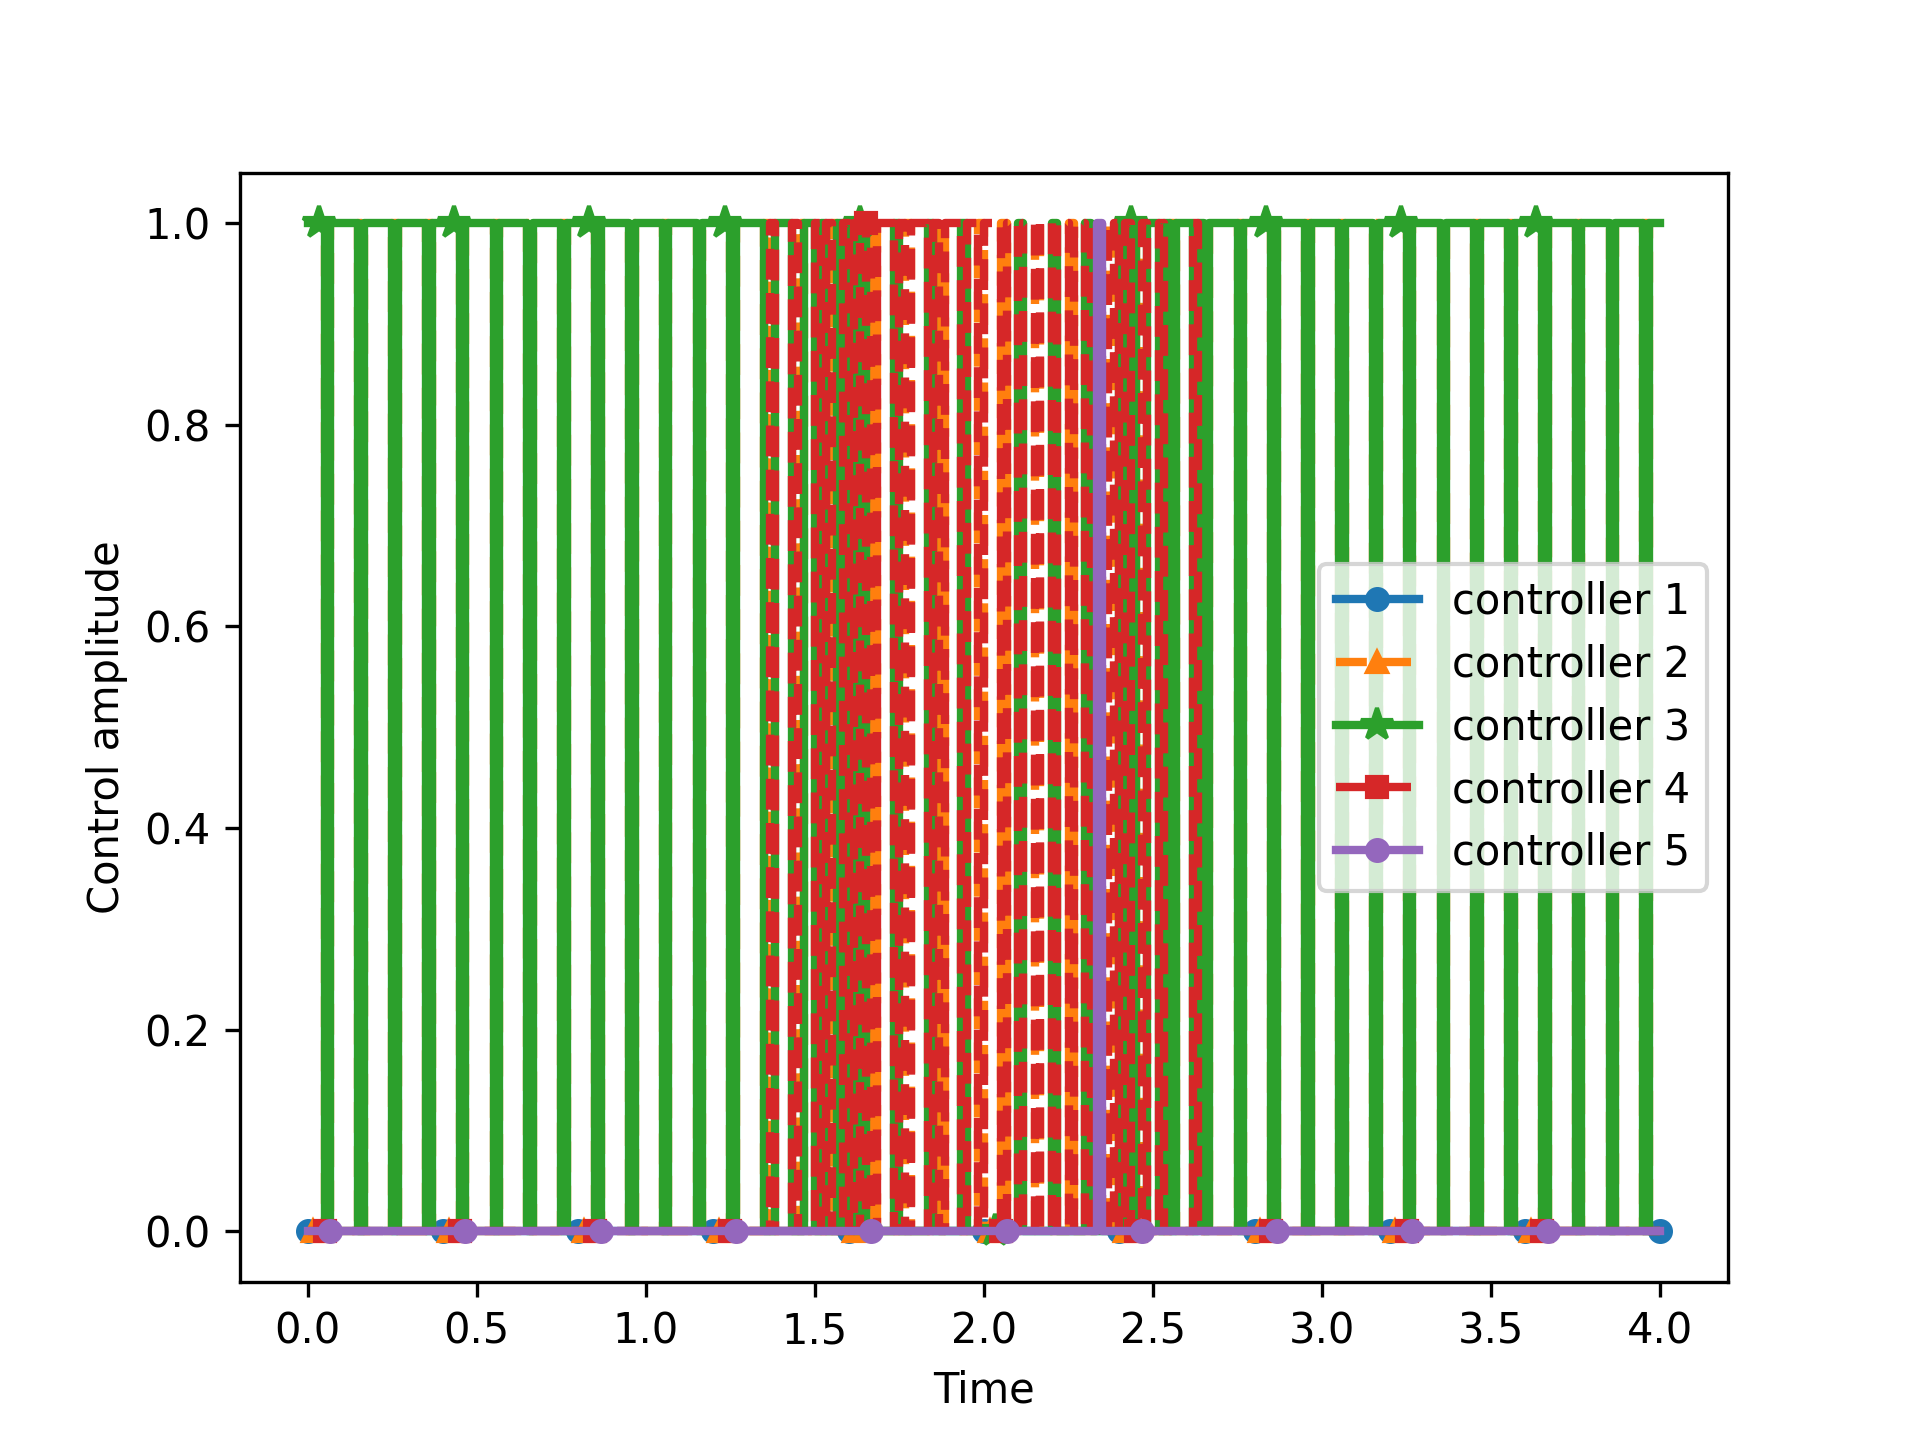 1.0
0.8
0.6
0.4
0.2
0.0
Control amplitude
controller 1
controller 2
controller 3
controller 4
controller 5
0.0 0.5 1.0 1.5 2.0 2.5 3.0 3.5 4.0
Time